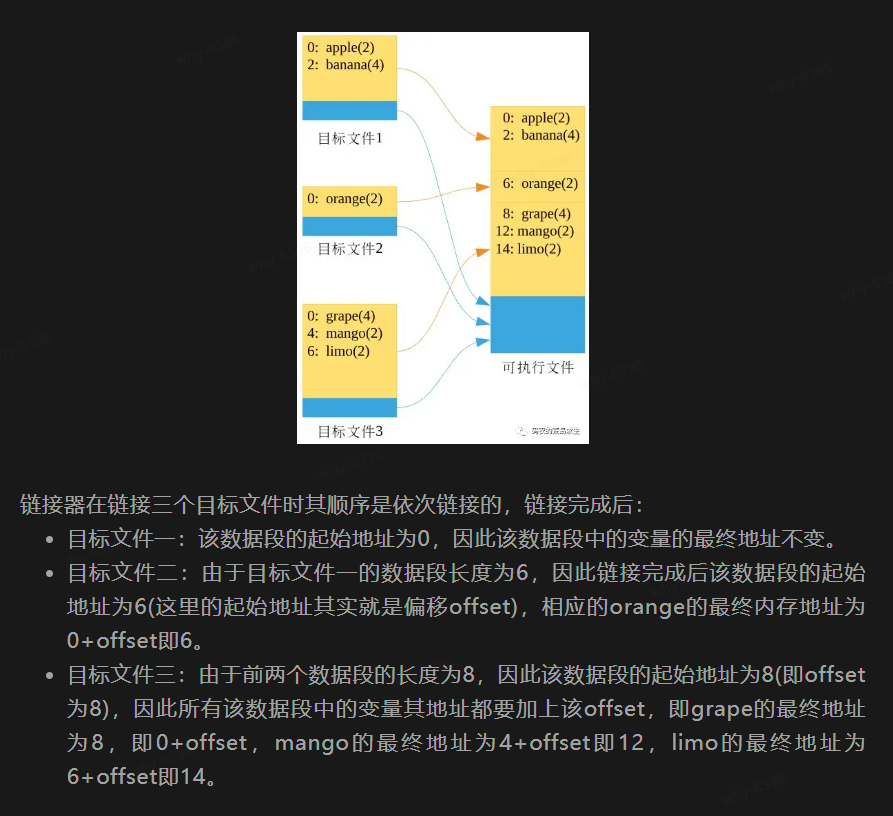 0: apple(2)
2: banana(4)
目标文件1
0: orange(2)
目标文件2
0: grape(4)
4: mango(2)
6: limo(2)
目标文件3
0: apple(2)
2: banana(4)
6: orange(2)
8: grape(4)
12: mango(2)
14: limo(2)
可执行文件
链接器在链接三个目标文件时其顺序是依次链接的，链接完成后：
目标文件一：该数据段的起始地址为0，因此该数据段中的变量的最终地址不变。
目标文件二：由于目标文件一的数据段长度为6，因此链接完成后该数据段的起始
地址为6(这里的起始地址其实就是偏移offset)，相应的orange的最终内存地址为
0+offset即6。
目标文件三：由于前两个数据段的长度为8，因此该数据段的起始地址为8(即offset
为8)，因此所有该数据段中的变量其地址都要加上该offset，即grape的最终地址
为8，即0+offset，mango的最终地址为4+offset即12，limo的最终地址为
6+offset即14。
why-6396